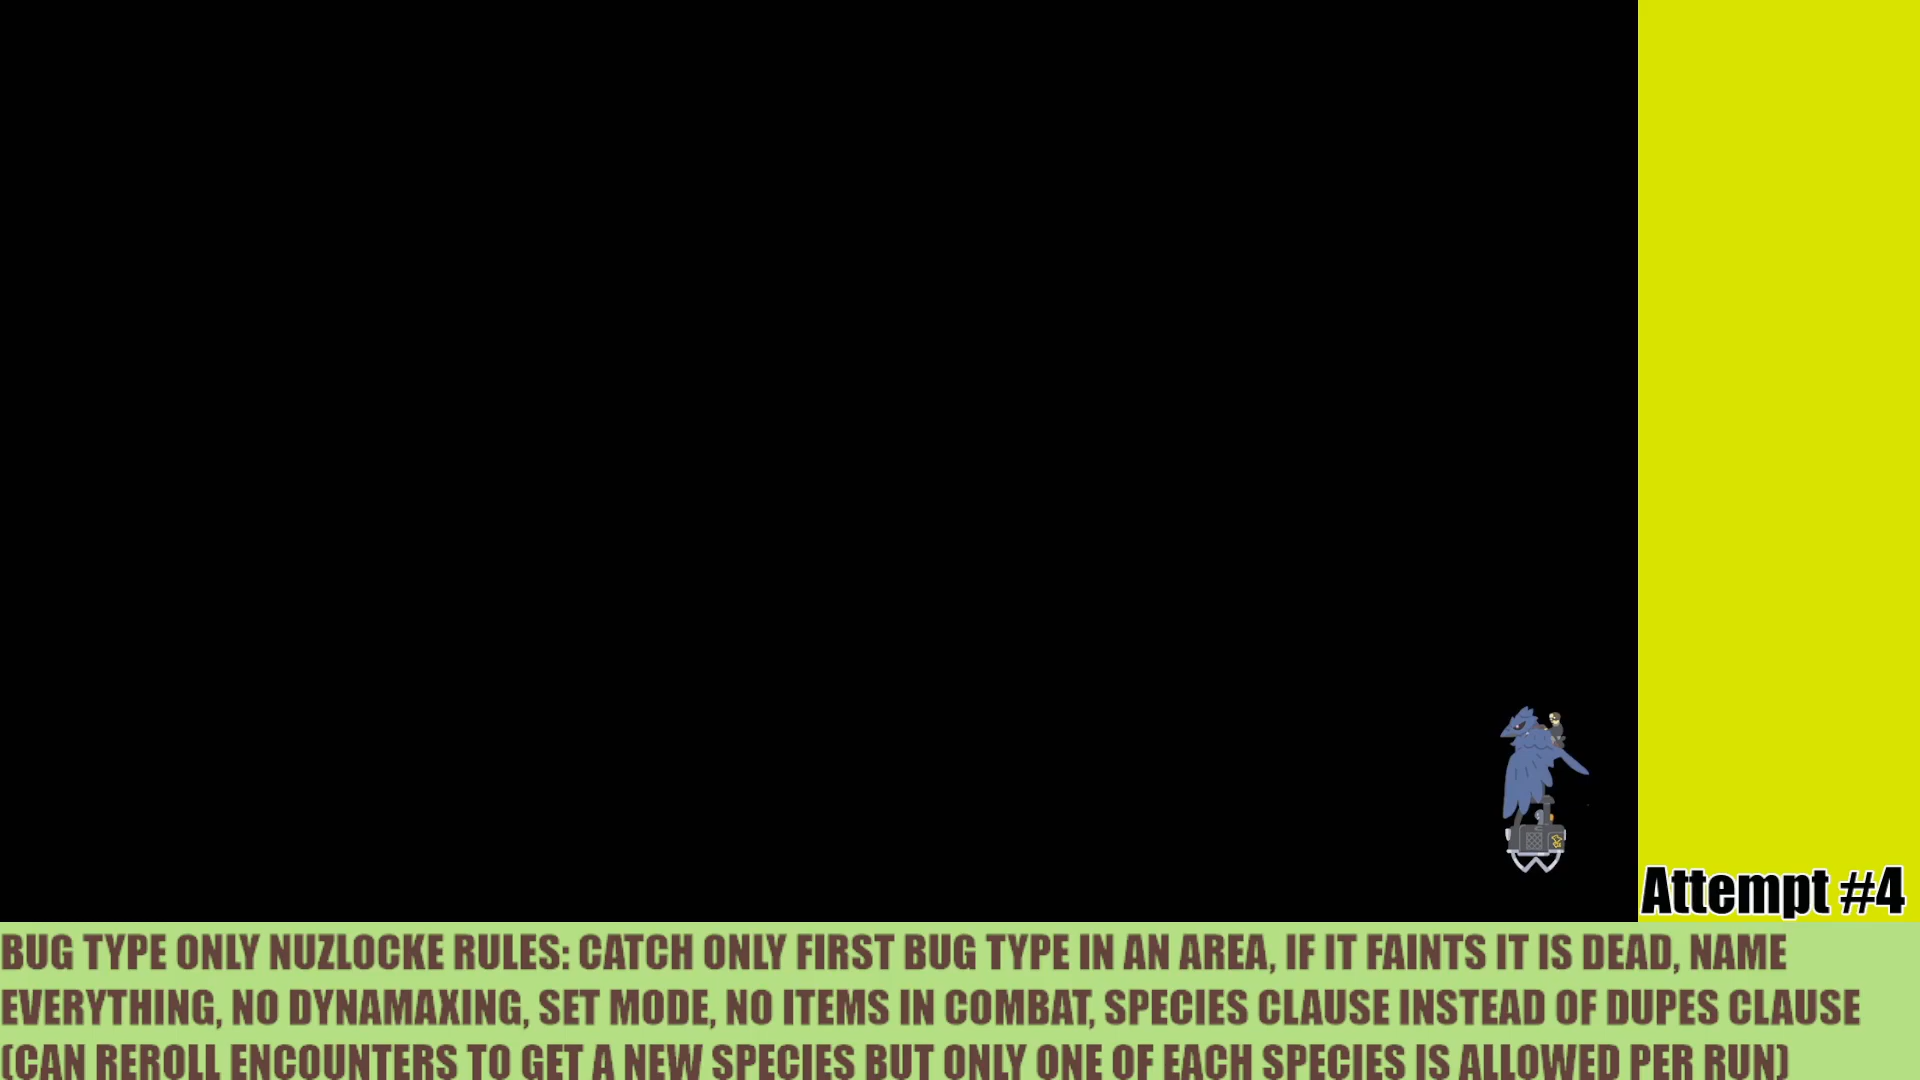 Attempt #4
BUG TYPE ONLY NUZLOCKE RULES: CATCH ONLY FIRST BUG TYPE IN AN AREA, IF IT FAINTS IT IS DEAD, NAME
EVERYTHING, NO DYNAMAXING, SET MODE, NO ITEMS IN COMBAT, SPECIES CLAUSE INSTEAD OF DUPES CLAUSE
(CAN REROLL ENCOUNTERS TO GET A NEW SPECIES BUT ONLY ONE OF EACH SPECIES IS ALLOWED PER RUN)